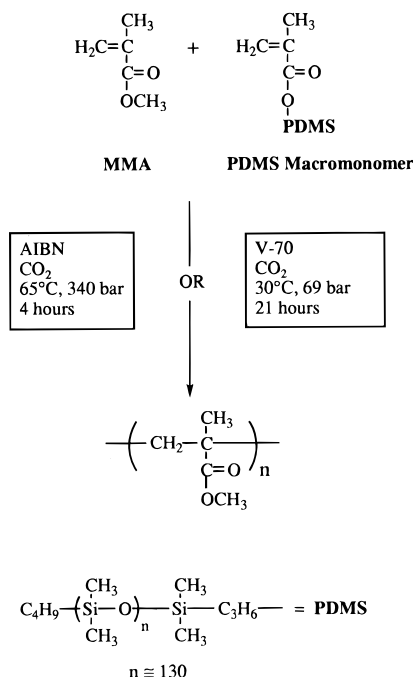 CH₃
CH₃
H₂C=C
+
H₂C=C
C=O
C=O
OCH₃
O
PDMS
MMA
PDMS Macromonomer
AIBN
CO₂
65°C, 340 bar
4 hours
OR
V-70
CO₂
30°C, 69 bar
21 hours
CH₃
CH₂—C
n
C=O
OCH₃
CH₃
CH₃
C₄H₉—(Si—O)—Si—C₃H₆— = PDMS
n
CH₃
CH₃
n ≅ 130